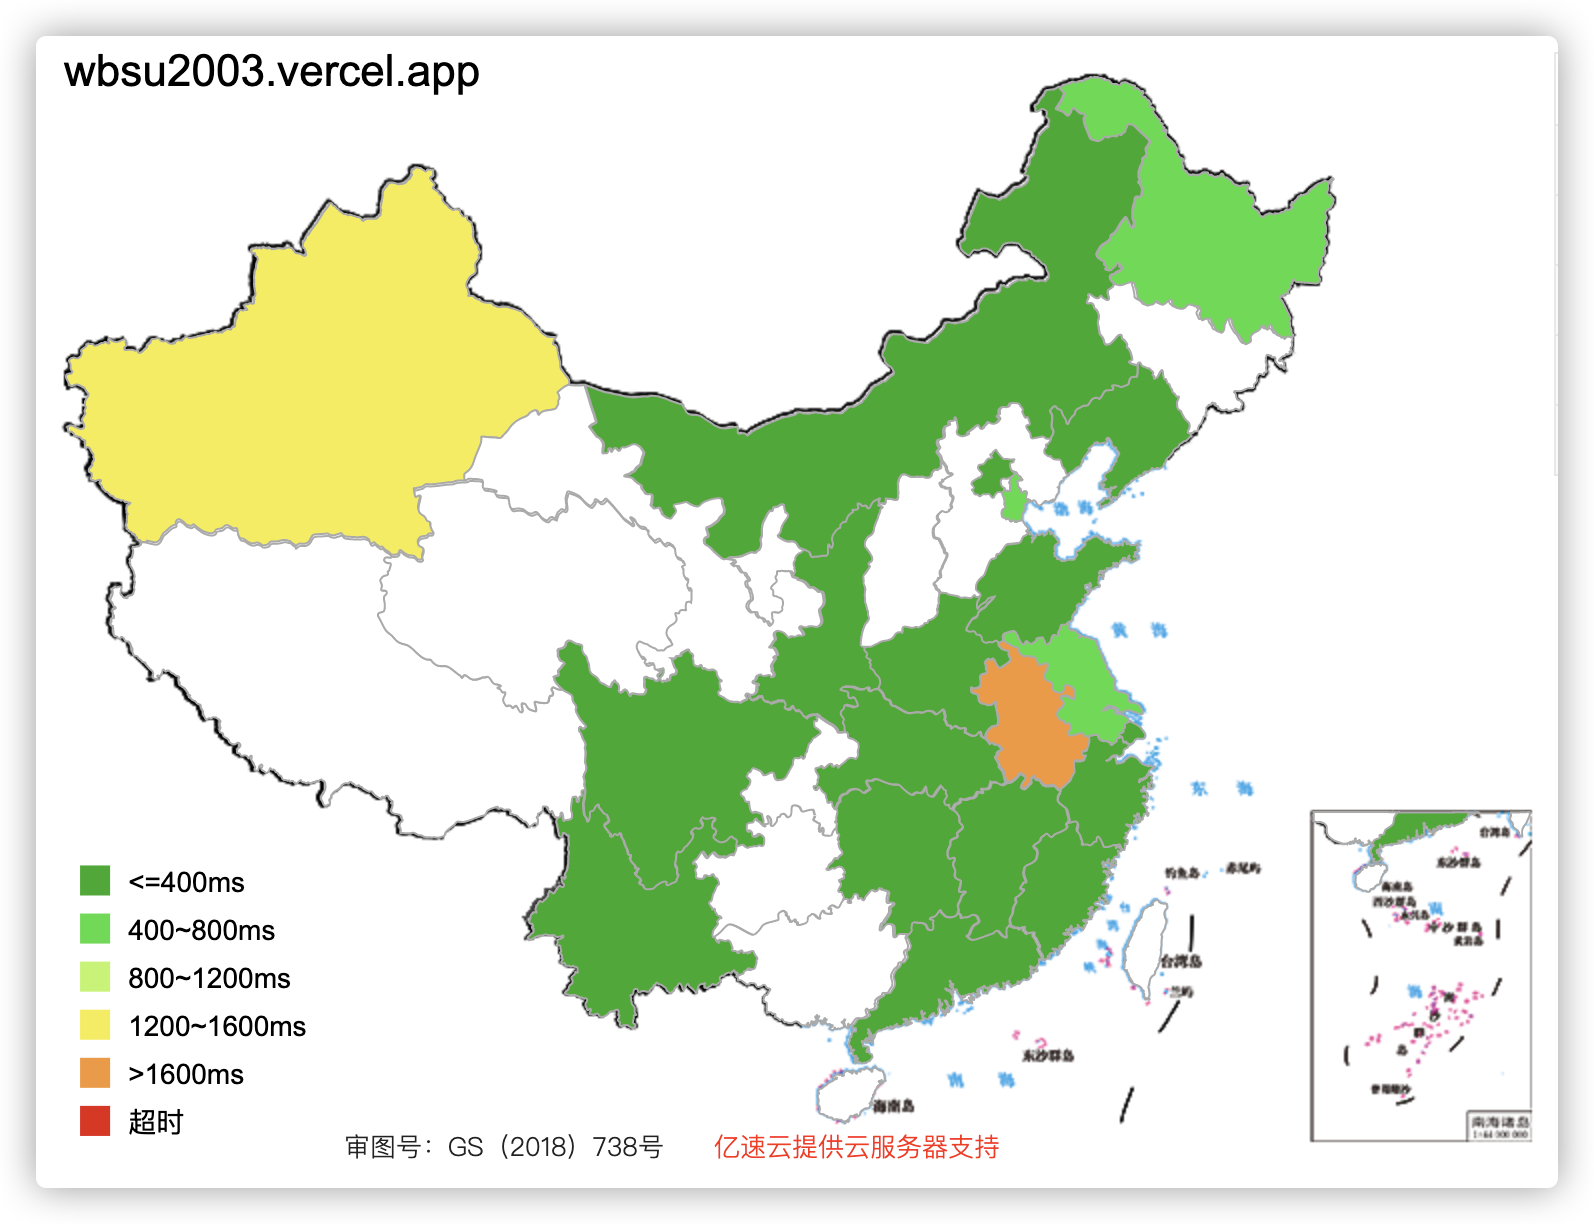 wbsu2003.vercel.app
渤 海
黄 海
东 海
钓鱼岛
赤尾屿
台湾岛
兰屿
东沙群岛
南 海
海南岛
<=400ms
400~800ms
800~1200ms
1200~1600ms
>1600ms
超时
审图号：GS（2018）738号
亿速云提供云服务器支持
台湾岛
东沙群岛
海南岛
西沙群岛
永兴岛
中沙群岛
黄岩岛
南
海
南
沙
群
岛
曾母暗沙
南海诸岛